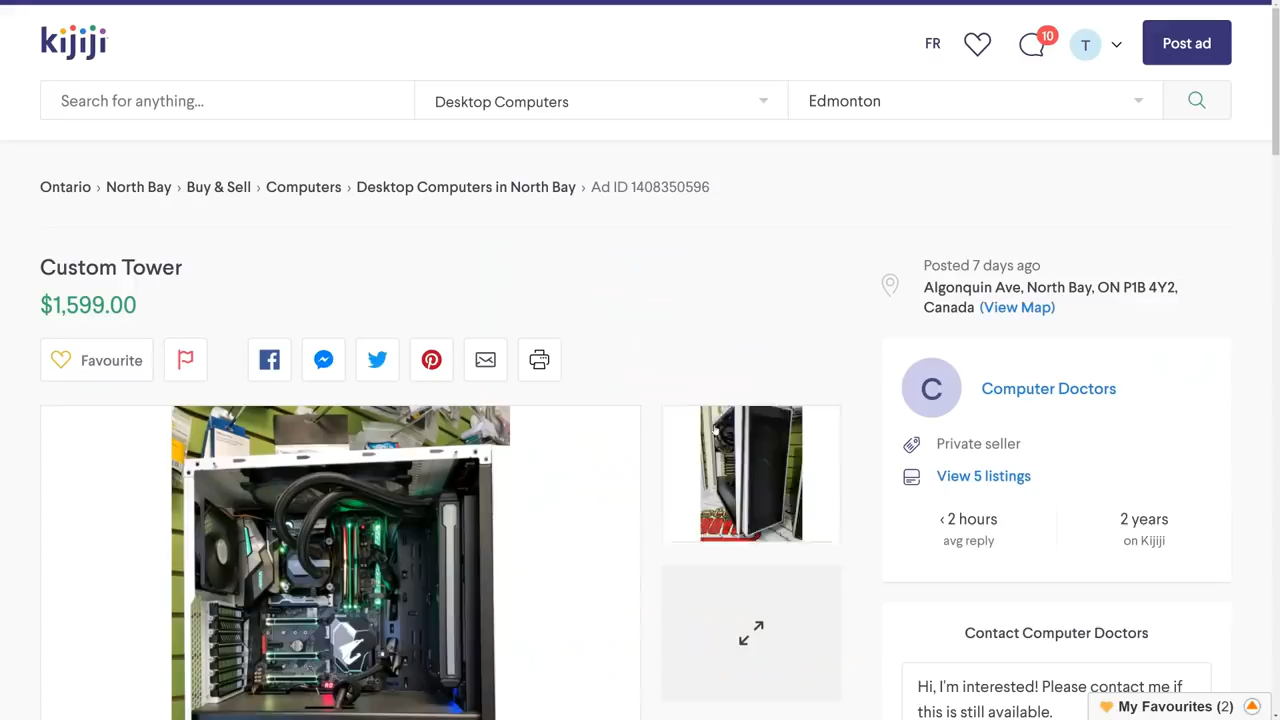 kijiji
FR
10
T
Post ad
Search for anything...
Desktop Computers
Edmonton
Ontario › North Bay › Buy & Sell › Computers › Desktop Computers in North Bay › Ad ID 1408350596
Custom Tower
$1,599.00
Favourite
Posted 7 days ago
Algonquin Ave, North Bay, ON P1B 4Y2,
Canada (View Map)
C
Computer Doctors
Private seller
View 5 listings
< 2 hours
avg reply
2 years
on Kijiji
Contact Computer Doctors
Hi, I'm interested! Please contact me if
this is still available.
My Favourites (2)